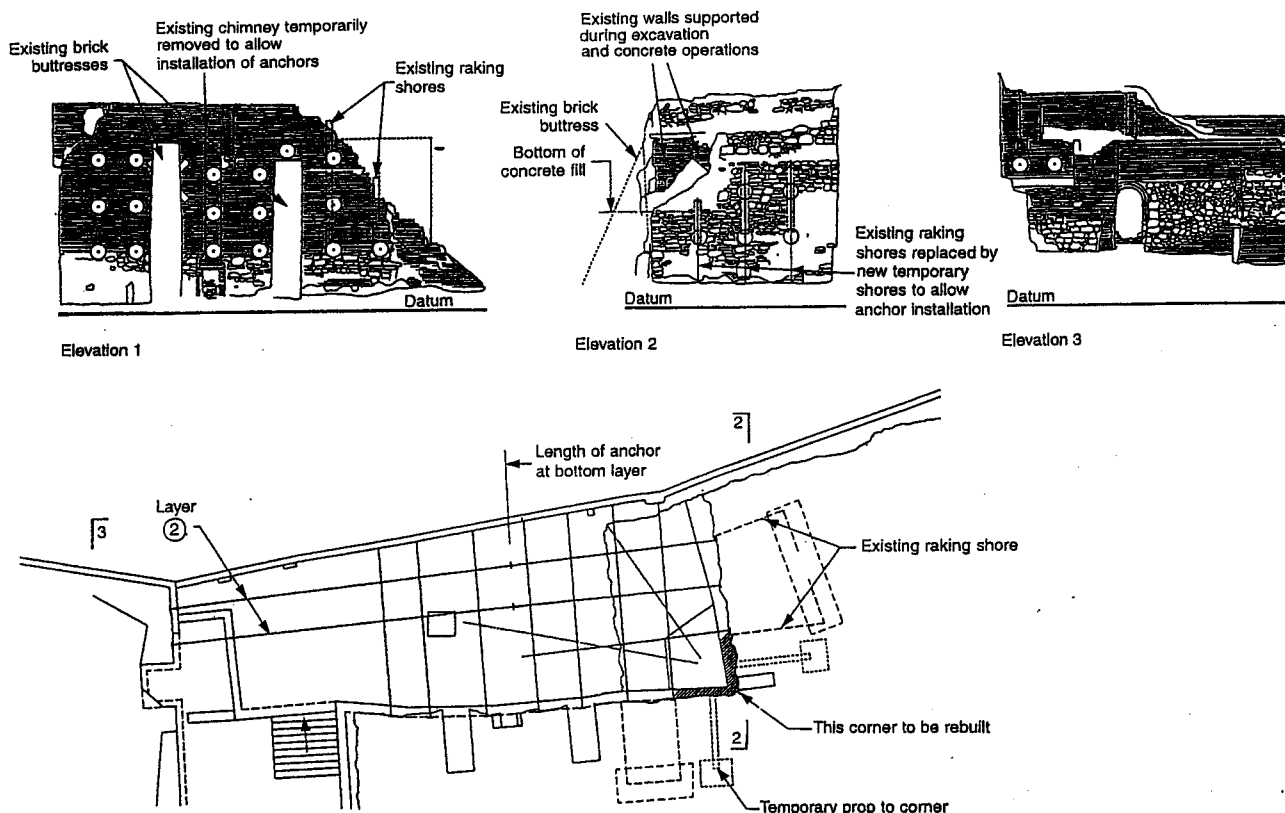 Existing brick
buttresses
Existing chimney temporarily
removed to allow
installation of anchors
Existing raking
shores
Datum
Elevation 1
Existing walls supported
during excavation
and concrete operations
Existing brick
buttress
Bottom of
concrete fill
Existing raking
shores replaced by
new temporary
shores to allow
anchor installation
Datum
Elevation 2
Datum
Elevation 3
Length of anchor
at bottom layer
2
3
Layer
2
Existing raking shore
This corner to be rebuilt
2
Temporary prop to corner